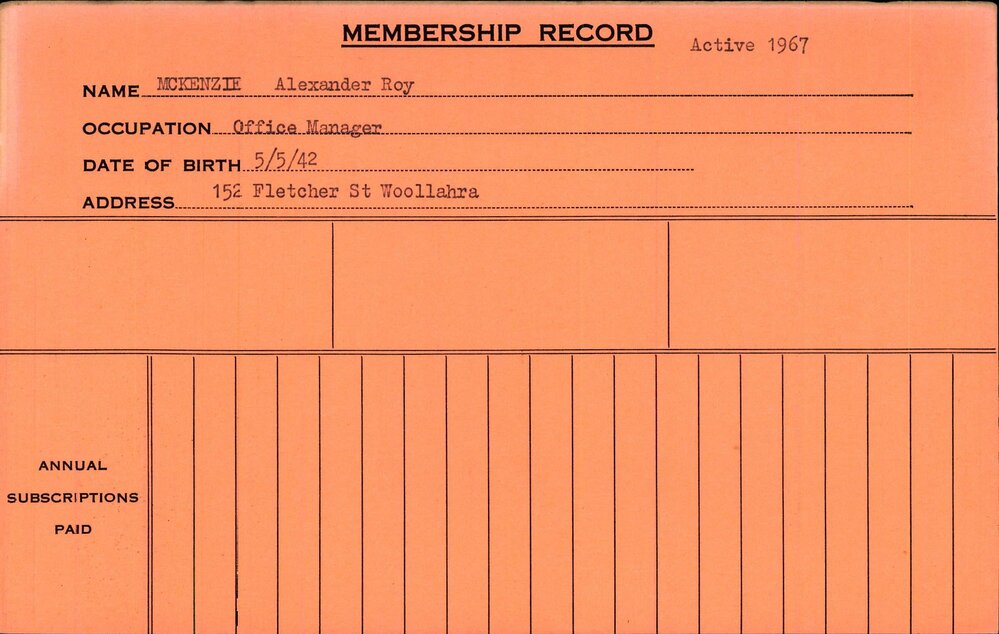 MEMBERSHIP RECORD Active 1967
NAME MCKENZIE Alexander Roy
OCCUPATION Office Manager
DATE OF BIRTH 5/5/42
ADDRESS 152 Fletcher St Woollahra
ANNUAL
SUBSCRIPTIONS
PAID